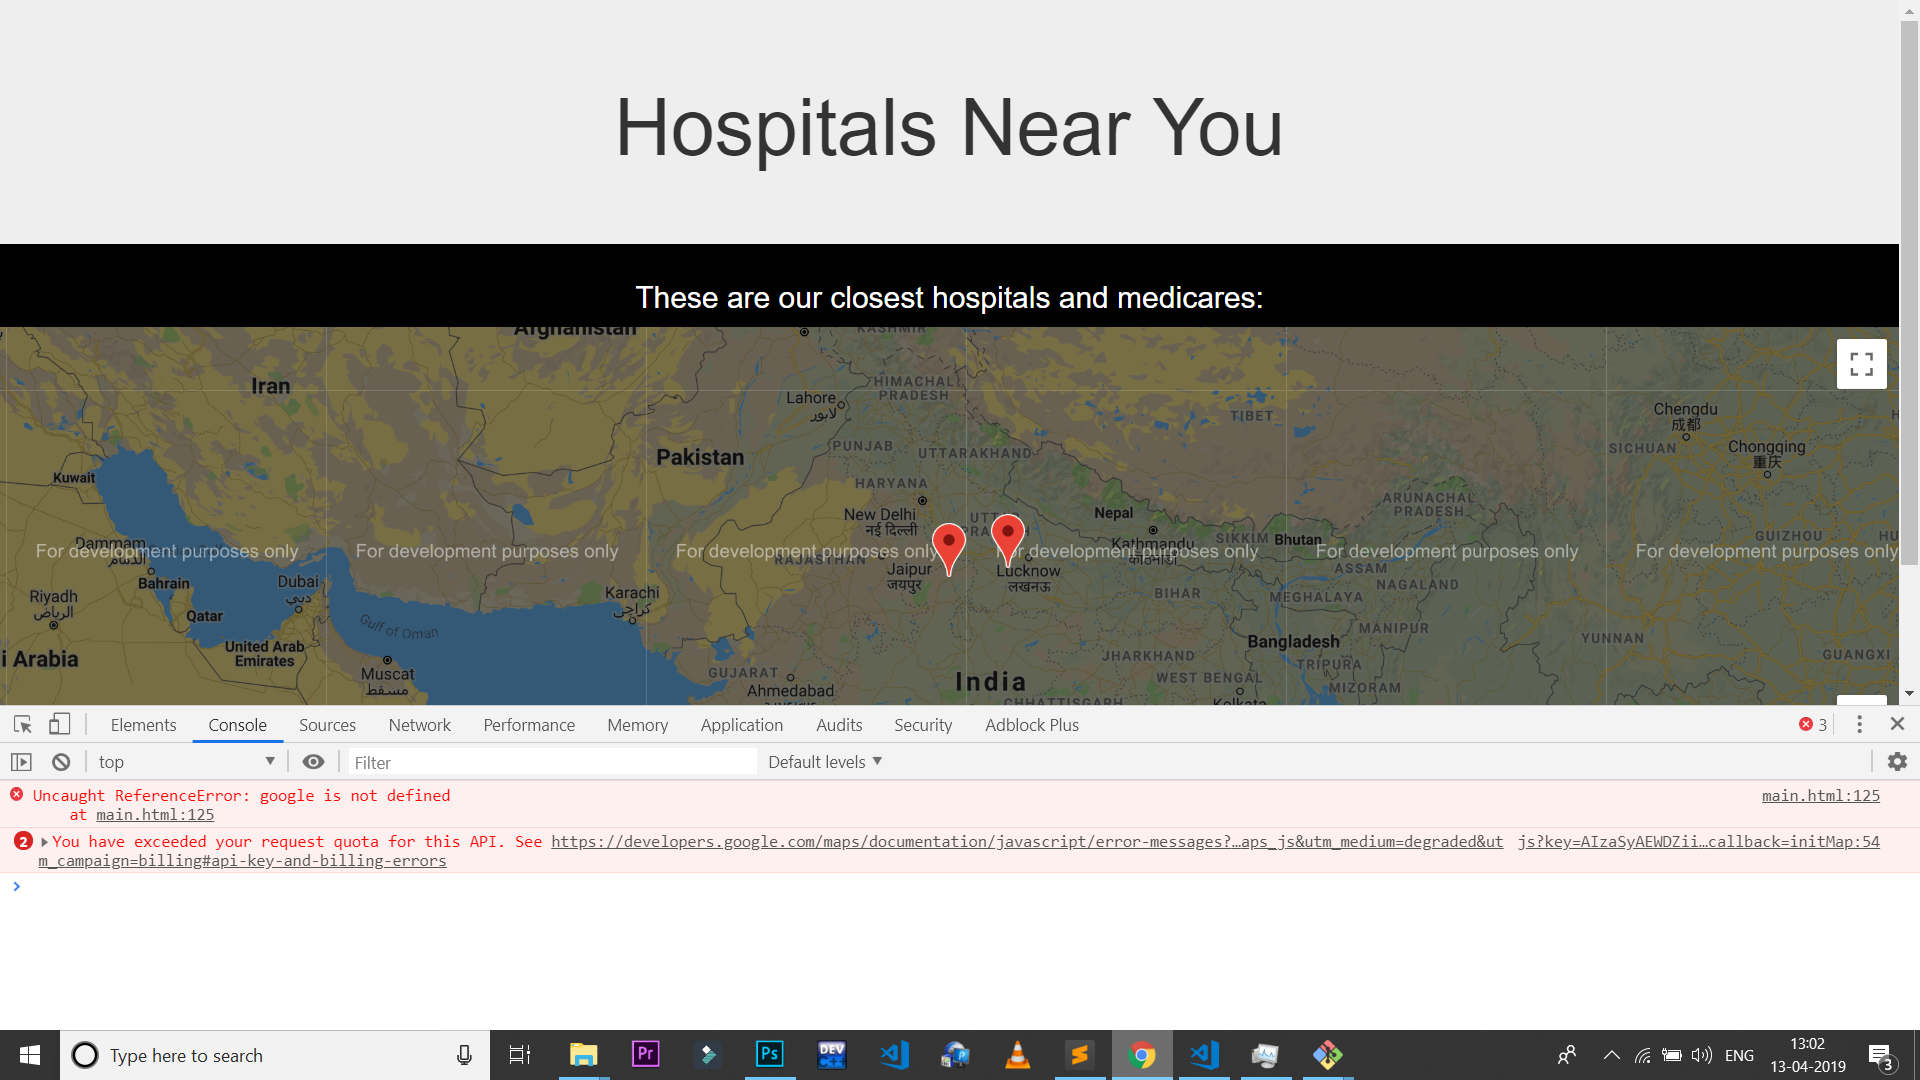 Hospitals Near You
These are our closest hospitals and medicares:
Afghanistan
KASHMIR
Iran
HIMACHAL
PRADESH
Lahore
لاہور
TIBET
Chengdu
成都
PUNJAB
UTTARAKHAND
SICHUAN
Chongqing
重庆
Pakistan
Kuwait
HARYANA
ARUNACHAL
PRADESH
New Delhi
नई दिल्ली
Nepal
Dammam
الدمام
For development purposes only
For development purposes only
For development purposes only
For development purposes only
For development purposes only
For development purposes only
Kathmandu
काठमाडौं
SIKKIM
Bhutan
GUIZHOU
RAJASTHAN
Jaipur
जयपुर
Lucknow
लखनऊ
ASSAM
NAGALAND
Bahrain
Dubai
دبي
Riyadh
الرياض
Karachi
کراچی
BIHAR
MEGHALAYA
Qatar
Gulf of Oman
MANIPUR
YUNNAN
United Arab
Emirates
Bangladesh
GUANGXI
i Arabia
JHARKHAND
TRIPURA
Muscat
مسقط
GUJARAT
Ahmedabad
India
WEST BENGAL
MIZORAM
CHHATTISGARH
Kolkata
Elements Console Sources Network Performance Memory Application Audits Security Adblock Plus 3
top Filter Default levels
Uncaught ReferenceError: google is not defined main.html:125
at main.html:125
2 You have exceeded your request quota for this API. See https://developers.google.com/maps/documentation/javascript/error-messages?…aps_js&utm_medium=degraded&ut js?key=AIzaSyAEWDZii…callback=initMap:54
m_campaign=billing#api-key-and-billing-errors
Type here to search
Pr
Ps
DEV
C++
ENG
13:02
13-04-2019
3